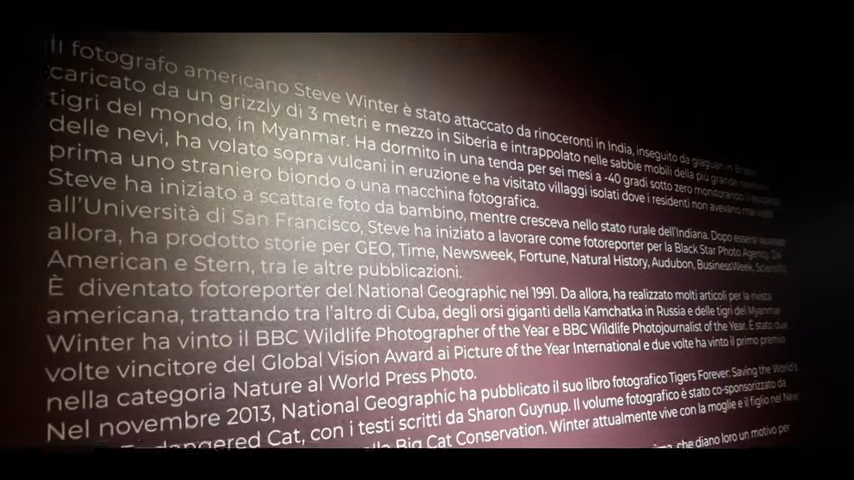 Il fotografo americano Steve Winter è stato attaccato da rinoceronti in India, inseguito da giaguari in
caricato da un grizzly di 3 metri e mezzo in Siberia e intrappolato nelle sabbie mobili della più grande
tigri del mondo, in Myanmar. Ha dormito in una tenda per sei mesi a -40 gradi sotto zero monitorando il
delle nevi, ha volato sopra vulcani in eruzione e ha visitato villaggi isolati dove i residenti non avevano mai visto
prima uno straniero biondo o una macchina fotografica.
Steve ha iniziato a scattare foto da bambino, mentre cresceva nello stato rurale dell'Indiana. Dopo essersi
all'Università di San Francisco, Steve ha iniziato a lavorare come fotoreporter per la Black Star Photo Agency. Da
allora, ha prodotto storie per GEO, Time, Newsweek, Fortune, Natural History, Audubon, BusinessWeek, Scientific
American e Stern, tra le altre pubblicazioni.
È diventato fotoreporter del National Geographic nel 1991. Da allora, ha realizzato molti articoli per la rivista
americana, trattando tra l'altro di Cuba, degli orsi giganti della Kamchatka in Russia e delle tigri del Myanmar
Winter ha vinto il BBC Wildlife Photographer of the Year e BBC Wildlife Photojournalist of the Year. È stato due
volte vincitore del Global Vision Award ai Picture of the Year International e due volte ha vinto il primo premio
nella categoria Nature al World Press Photo.
Nel novembre 2013, National Geographic ha pubblicato il suo libro fotografico Tigers Forever: Saving the World's
Endangered Cat, con i testi scritti da Sharon Guynup. Il volume fotografico è stato co-sponsorizzato da
Big Cat Conservation. Winter attualmente vive con la moglie e il figlio nel New
che diano loro un motivo per